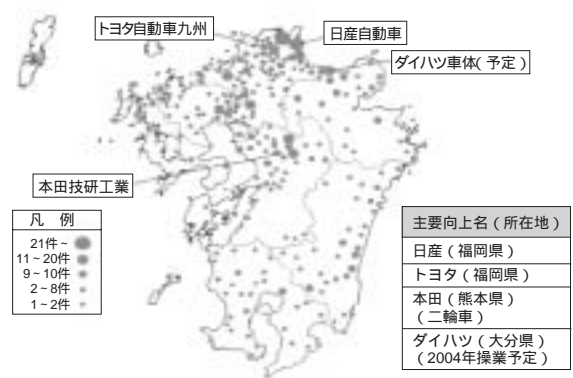 トヨタ自動車九州
日産自動車
ダイハツ車体(予定)
本田技研工業
凡 例
21件~
11~20件
9~10件
2~8件
1~2件
主要向上名(所在地)
日産(福岡県)
トヨタ(福岡県)
本田(熊本県)
(二輪車)
ダイハツ(大分県)
(2004年操業予定)